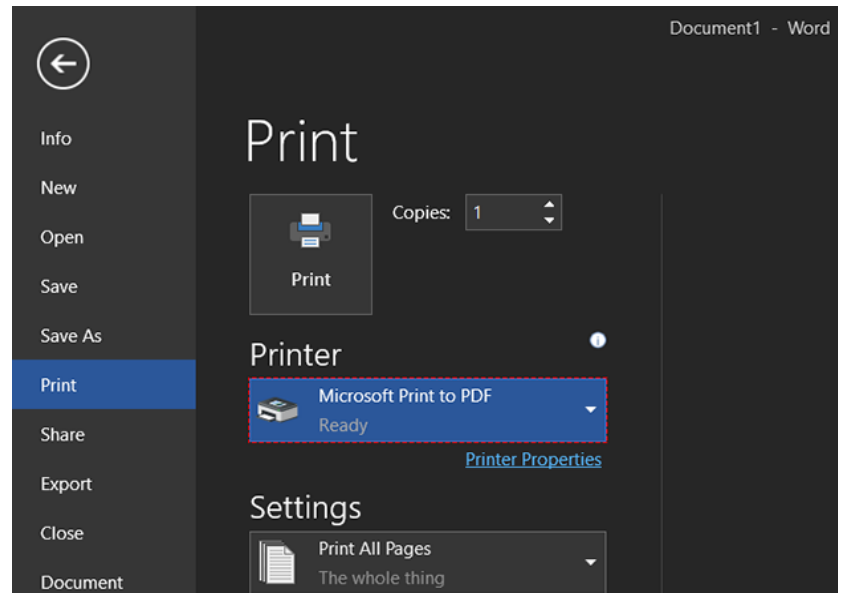 Document1 - Word
Info
New
Open
Save
Save As
Print
Share
Export
Close
Document
Print
Copies: 1
Print
Printer
Microsoft Print to PDF
Ready
Printer Properties
Settings
Print All Pages
The whole thing